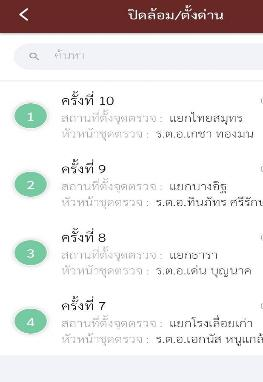 ปิดล้อม/ตั้งด่าน
ค้นหา
ครั้งที่ 10
1
สถานที่ตั้งจุดตรวจ : แยกไทยสมุทร
หัวหน้าชุดตรวจ : ร.ต.อ.เกชา ทองมน
ครั้งที่ 9
2
สถานที่ตั้งจุดตรวจ : แยกบางอิฐ
หัวหน้าชุดตรวจ : ร.ต.อ.ทินภัทร ศรีรักษ
ครั้งที่ 8
3
สถานที่ตั้งจุดตรวจ : แยกธารา
หัวหน้าชุดตรวจ : ร.ต.อ.เด่น บุญนาค
ครั้งที่ 7
4
สถานที่ตั้งจุดตรวจ : แยกโรงเลื่อยเก่า
หัวหน้าชุดตรวจ : ร.ต.อ.เอกนัส